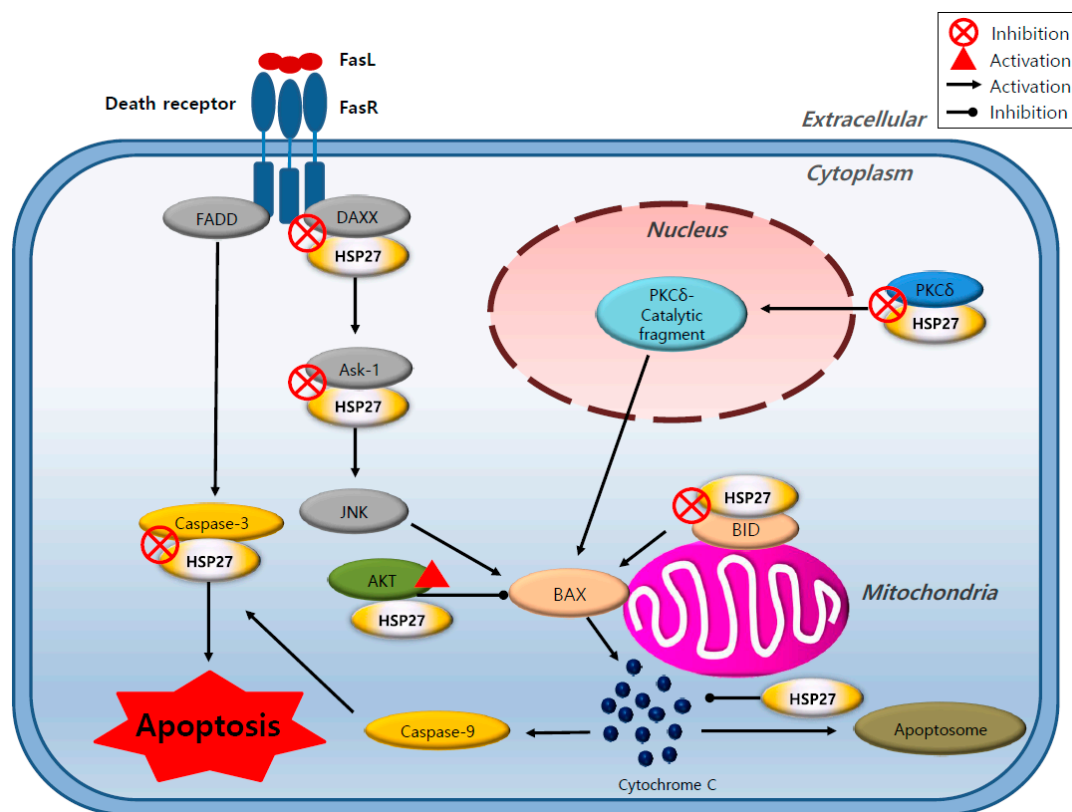 Inhibition
Activation
Activation
Inhibition
FasL
Death receptor
FasR
Extracellular
Cytoplasm
FADD
DAXX
HSP27
Nucleus
PKCδ-
Catalytic
fragment
PKCδ
HSP27
Ask-1
HSP27
JNK
HSP27
BID
Caspase-3
HSP27
AKT
HSP27
BAX
Mitochondria
Apoptosis
Caspase-9
HSP27
Apoptosome
Cytochrome C